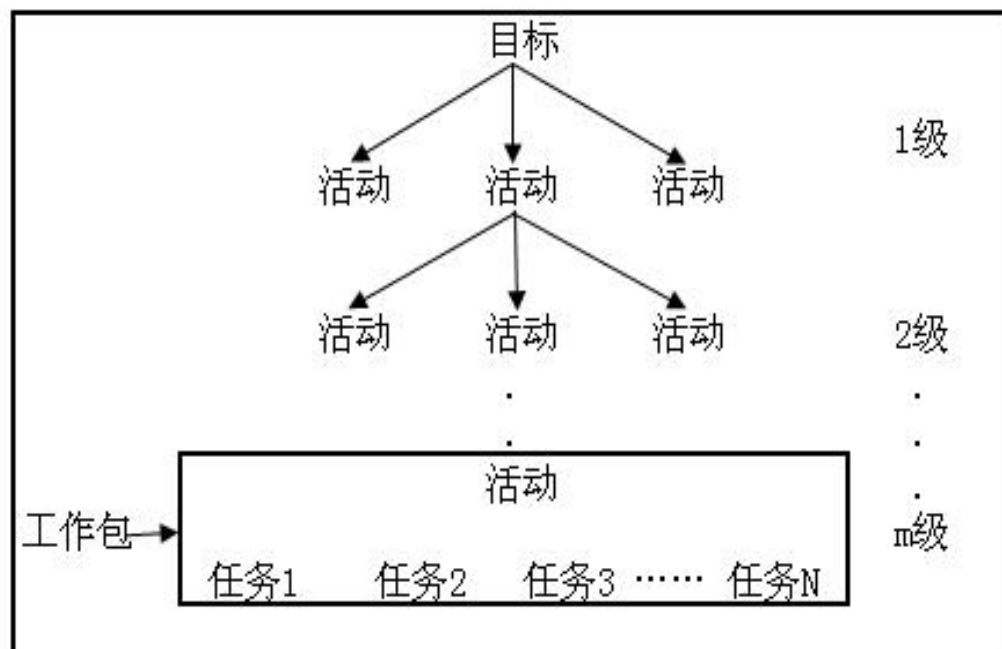 目标
1级
活动 活动 活动
活动 活动 活动 2级
活动
工作包 m级
任务1 任务2 任务3 …… 任务N